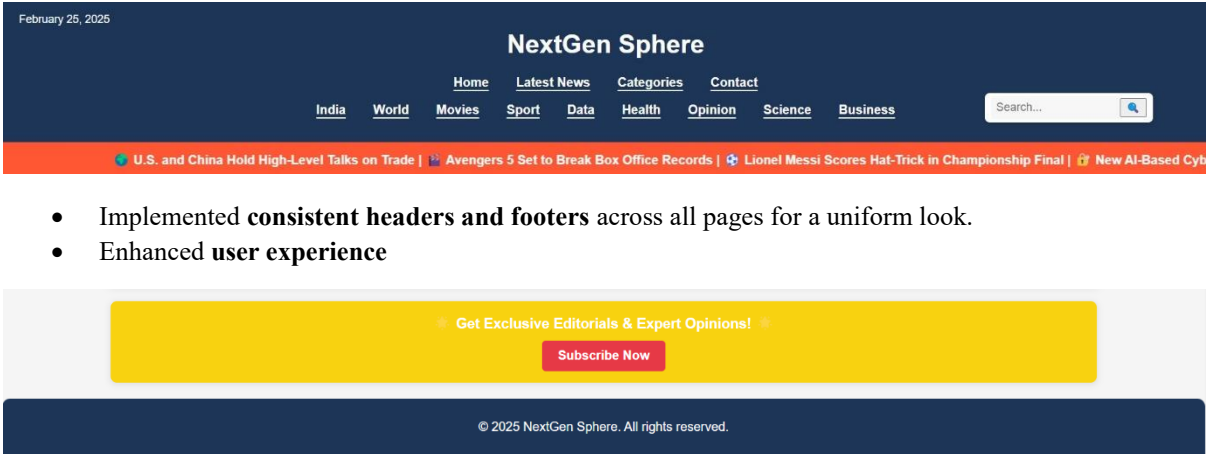 February 25, 2025
NextGen Sphere
Home Latest News Categories Contact
India World Movies Sport Data Health Opinion Science Business
Search...
U.S. and China Hold High-Level Talks on Trade | Avengers 5 Set to Break Box Office Records | Lionel Messi Scores Hat-Trick in Championship Final | New AI-Based Cyb
• Implemented consistent headers and footers across all pages for a uniform look.
• Enhanced user experience
Get Exclusive Editorials & Expert Opinions!
Subscribe Now
© 2025 NextGen Sphere. All rights reserved.